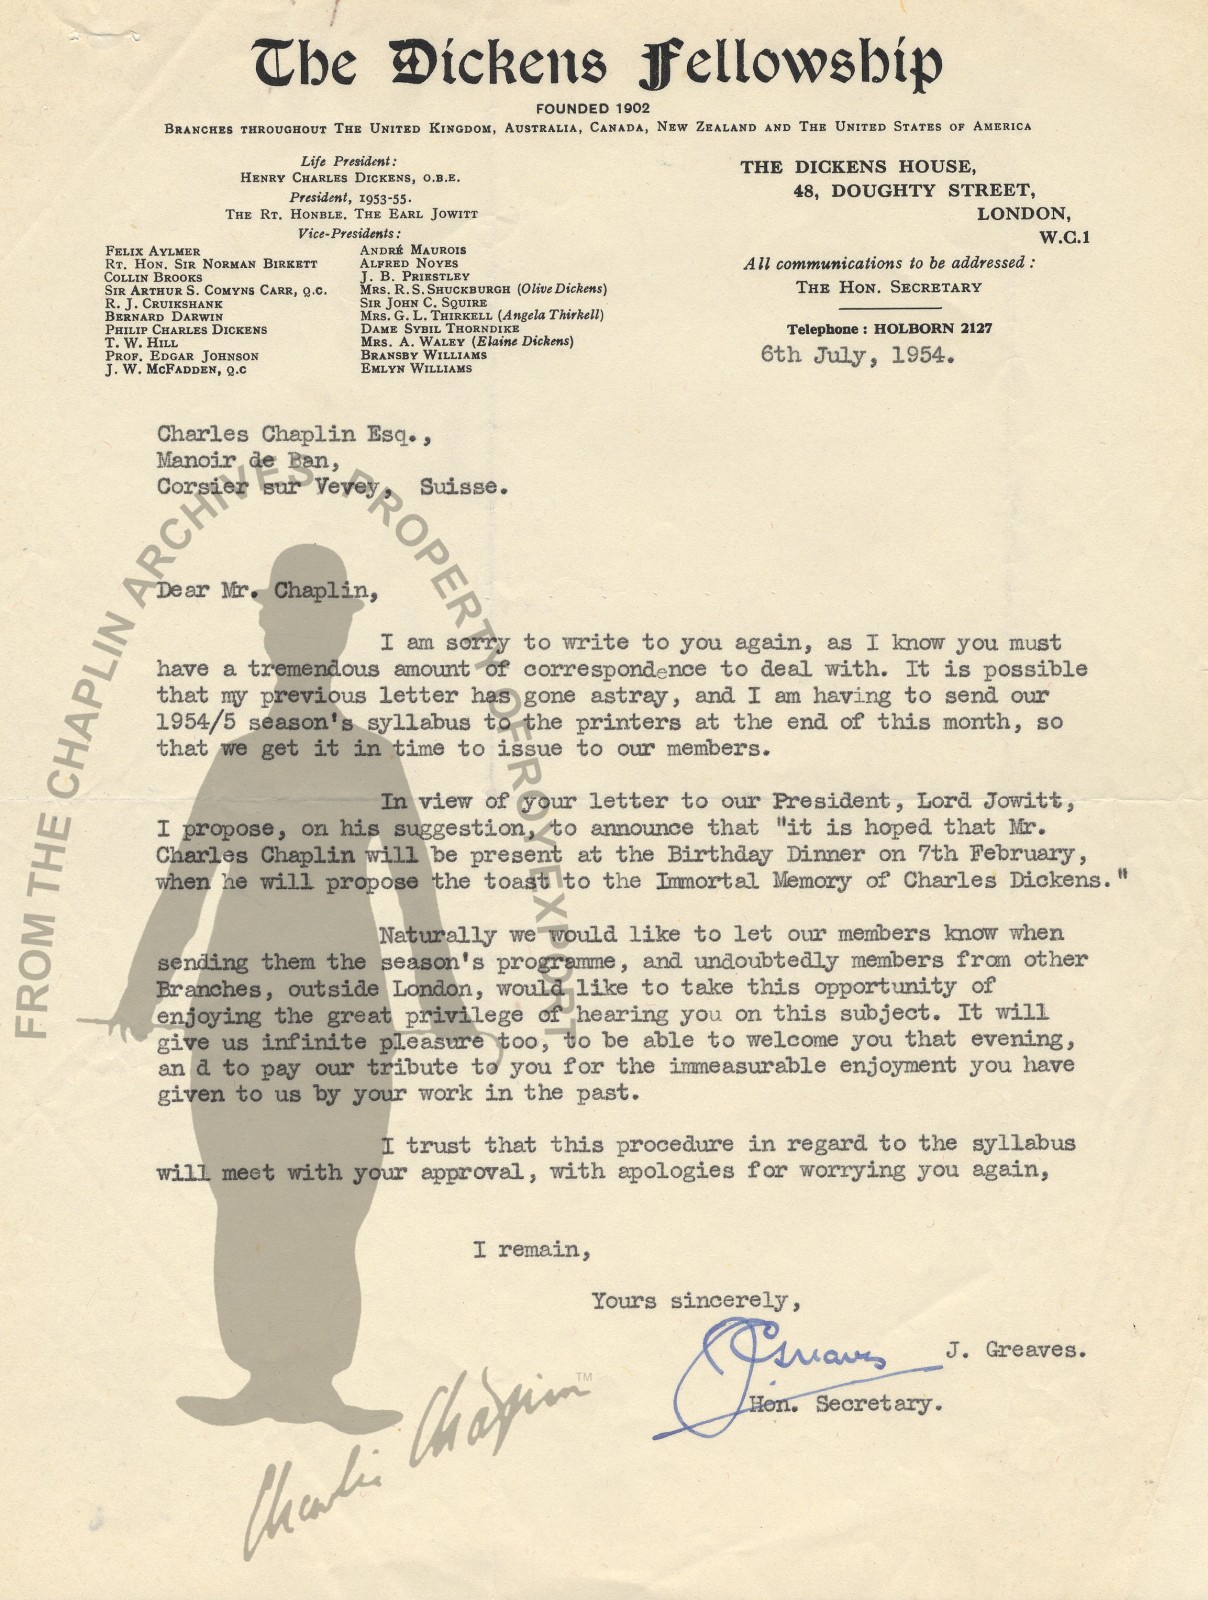 The Dickens Fellowship
FOUNDED 1902
BRANCHES THROUGHOUT THE UNITED KINGDOM, AUSTRALIA, CANADA, NEW ZEALAND AND THE UNITED STATES OF AMERICA
Life President:
HENRY CHARLES DICKENS, O.B.E.
President, 1953-55.
THE RT. HONBLE. THE EARL JOWITT
Vice-Presidents:
FELIX AYLMER
RT. HON. SIR NORMAN BIRKETT
COLLIN BROOKS
SIR ARTHUR S. COMYNS CARR, Q.C.
R. J. CRUIKSHANK
BERNARD DARWIN
PHILIP CHARLES DICKENS
T. W. HILL
PROF. EDGAR JOHNSON
J. W. MCFADDEN, Q.C
ANDRÉ MAUROIS
ALFRED NOYES
J. B. PRIESTLEY
MRS. R. S. SHUCKBURGH (Olive Dickens)
SIR JOHN C. SQUIRE
MRS. G. L. THIRKELL (Angela Thirkell)
DAME SYBIL THORNDIKE
MRS. A. WALEY (Elaine Dickens)
BRANSBY WILLIAMS
EMLYN WILLIAMS
THE DICKENS HOUSE,
48, DOUGHTY STREET,
LONDON,
W.C.1
All communications to be addressed:
THE HON. SECRETARY
Telephone: HOLBORN 2127
6th July, 1954.
Charles Chaplin Esq.,
Manoir de Ban,
Corsier sur Vevey, Suisse.
Dear Mr. Chaplin,
I am sorry to write to you again, as I know you must
have a tremendous amount of correspondence to deal with. It is possible
that my previous letter has gone astray, and I am having to send our
1954/5 season's syllabus to the printers at the end of this month, so
that we get it in time to issue to our members.
In view of your letter to our President, Lord Jowitt,
I propose, on his suggestion, to announce that "it is hoped that Mr.
Charles Chaplin will be present at the Birthday Dinner on 7th February,
when he will propose the toast to the Immortal Memory of Charles Dickens."
Naturally we would like to let our members know when
sending them the season's programme, and undoubtedly members from other
Branches, outside London, would like to take this opportunity of
enjoying the great privilege of hearing you on this subject. It will
give us infinite pleasure too, to be able to welcome you that evening,
an d to pay our tribute to you for the immeasurable enjoyment you have
given to us by your work in the past.
I trust that this procedure in regard to the syllabus
will meet with your approval, with apologies for worrying you again,
I remain,
Yours sincerely,
J Greaves
J. Greaves.
Hon. Secretary.
FROM THE CHAPLIN ARCHIVES PROPERTY OF ROY EXPORT
Charlie Chaplin TM